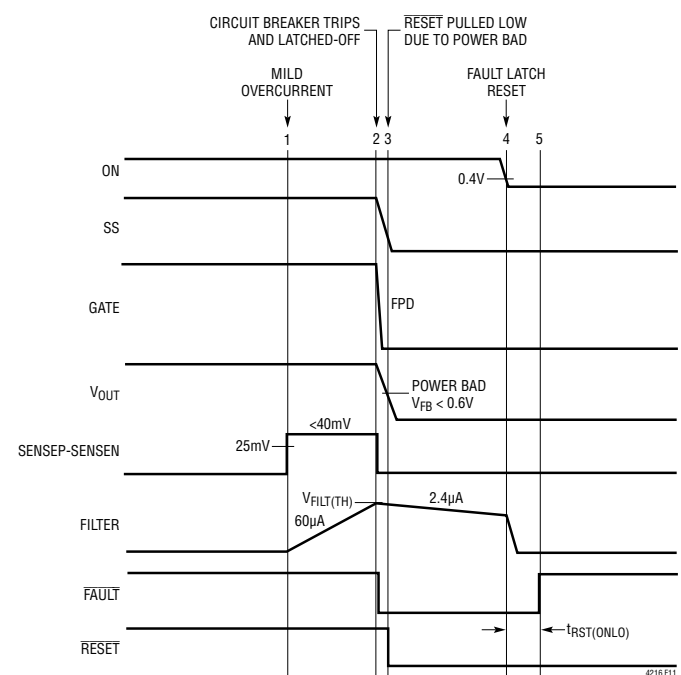 CIRCUIT BREAKER TRIPS
AND LATCHED-OFF
RESET PULLED LOW
DUE TO POWER BAD
MILD
OVERCURRENT
FAULT LATCH
RESET
1
2 3
4
5
ON
0.4V
SS
GATE
FPD
VOUT
POWER BAD
VFB < 0.6V
<40mV
SENSEP-SENSEN
25mV
VFILT(TH)
2.4µA
60µA
FILTER
FAULT
tRST(ONLO)
RESET
4216 F11